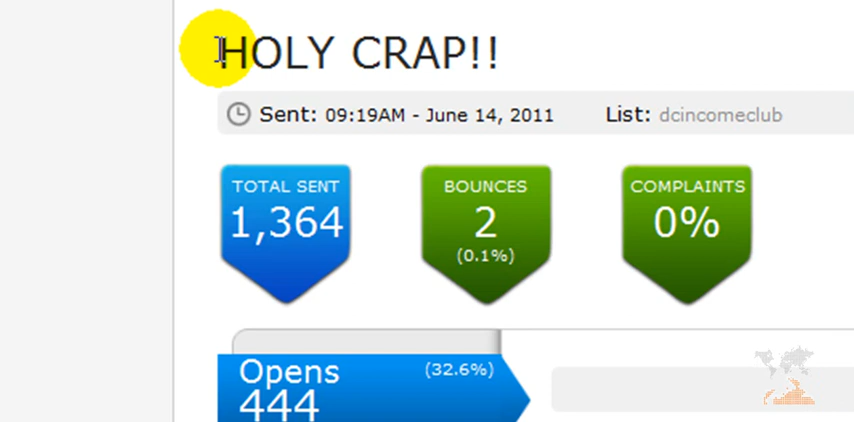 HOLY CRAP!!
Sent: 09:19AM - June 14, 2011 List: dcincomeclub
TOTAL SENT BOUNCES COMPLAINTS
1,364 2 0%
(0.1%)
Opens (32.6%)
444